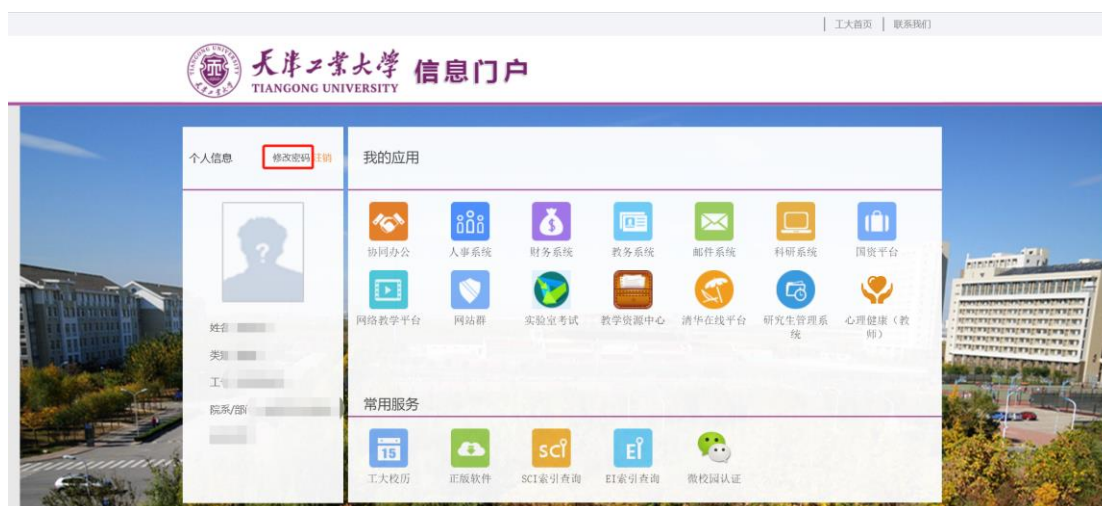 工大首页 联系我们
天津工业大学 信息门户
TIANGONG UNIVERSITY
个人信息 修改密码 注销
我的应用
协同办公 人事系统 财务系统 教务系统 邮件系统 科研系统 国资平台
网络教学平台 网站群 实验室考试 教学资源中心 清华在线平台 研究生管理系统 心理健康（教师）
姓名
类别
工号
院系/部
常用服务
15 SCI EI
工大校历 正版软件 SCI索引查询 EI索引查询 微校园认证